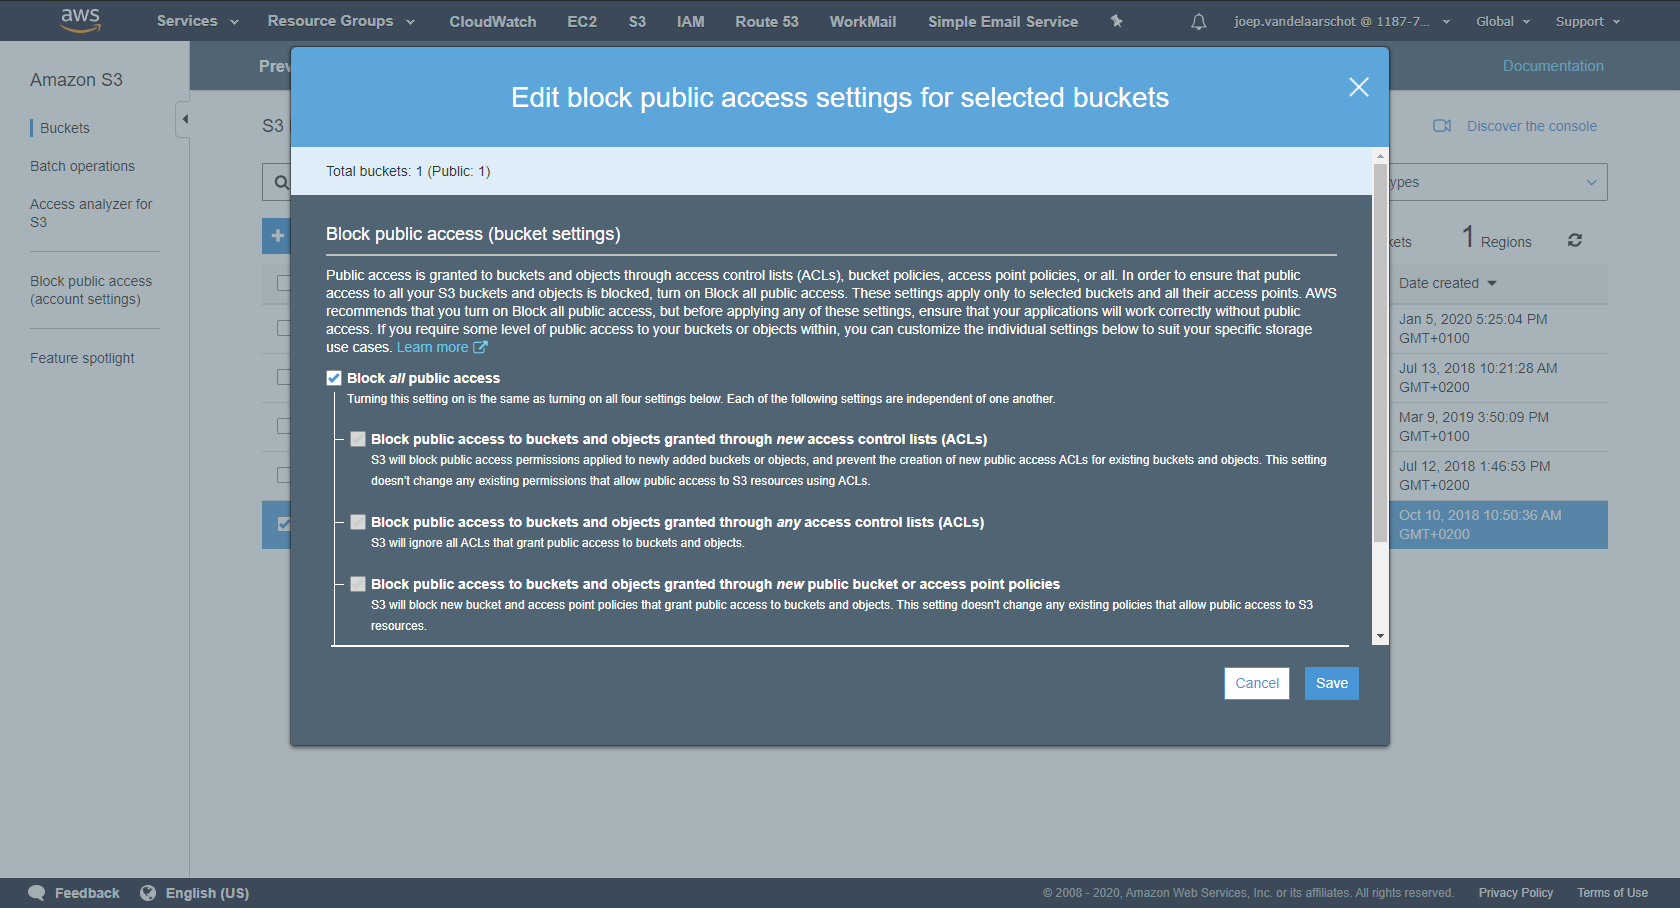 aws
Services
Resource Groups
CloudWatch
EC2
S3
IAM
Route 53
WorkMail
Simple Email Service
joep.vandelaarschot @ 1187-7...
Global
Support
Amazon S3
Buckets
Batch operations
Access analyzer for
S3
Block public access
(account settings)
Feature spotlight
Documentation
S3
Discover the console
Edit block public access settings for selected buckets
Total buckets: 1 (Public: 1)
Block public access (bucket settings)
Public access is granted to buckets and objects through access control lists (ACLs), bucket policies, access point policies, or all. In order to ensure that public
access to all your S3 buckets and objects is blocked, turn on Block all public access. These settings apply only to selected buckets and all their access points. AWS
recommends that you turn on Block all public access, but before applying any of these settings, ensure that your applications will work correctly without public
access. If you require some level of public access to your buckets or objects within, you can customize the individual settings below to suit your specific storage
use cases. Learn more
Block all public access
Turning this setting on is the same as turning on all four settings below. Each of the following settings are independent of one another.
Block public access to buckets and objects granted through new access control lists (ACLs)
S3 will block public access permissions applied to newly added buckets or objects, and prevent the creation of new public access ACLs for existing buckets and objects. This setting
doesn't change any existing permissions that allow public access to S3 resources using ACLs.
Block public access to buckets and objects granted through any access control lists (ACLs)
S3 will ignore all ACLs that grant public access to buckets and objects.
Block public access to buckets and objects granted through new public bucket or access point policies
S3 will block new bucket and access point policies that grant public access to buckets and objects. This setting doesn't change any existing policies that allow public access to S3
resources.
Cancel
Save
1 Regions
Date created
Jan 5, 2020 5:25:04 PM
GMT+0100
Jul 13, 2018 10:21:28 AM
GMT+0200
Mar 9, 2019 3:50:09 PM
GMT+0100
Jul 12, 2018 1:46:53 PM
GMT+0200
Oct 10, 2018 10:50:36 AM
GMT+0200
Feedback
English (US)
© 2008 - 2020, Amazon Web Services, Inc. or its affiliates. All rights reserved.
Privacy Policy
Terms of Use